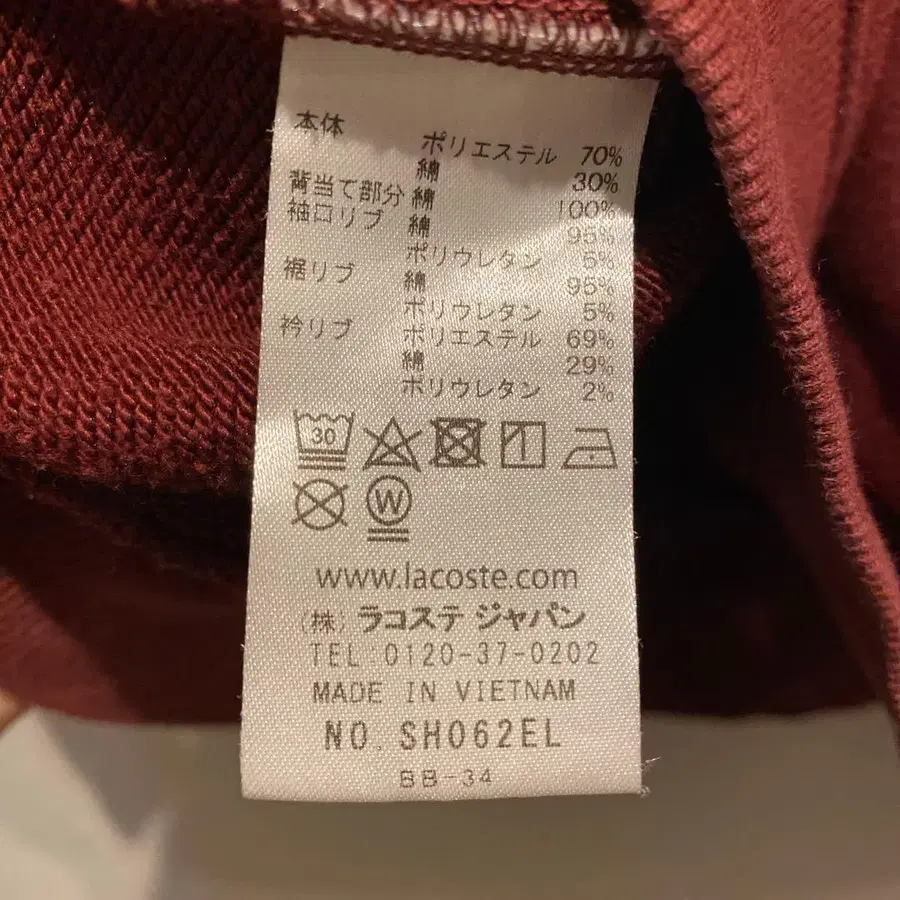 本体 ポリエステル 70%
綿 30%
背当て部分 綿 100%
袖口リブ 綿 95%
ポリウレタン 5%
裾リブ 綿 95%
ポリウレタン 5%
衿リブ ポリエステル 69%
綿 29%
ポリウレタン 2%
30
W
www.lacoste.com
(株) ラコステ ジャパン
TEL:0120-37-0202
MADE IN VIETNAM
NO. SH062EL
BB-34